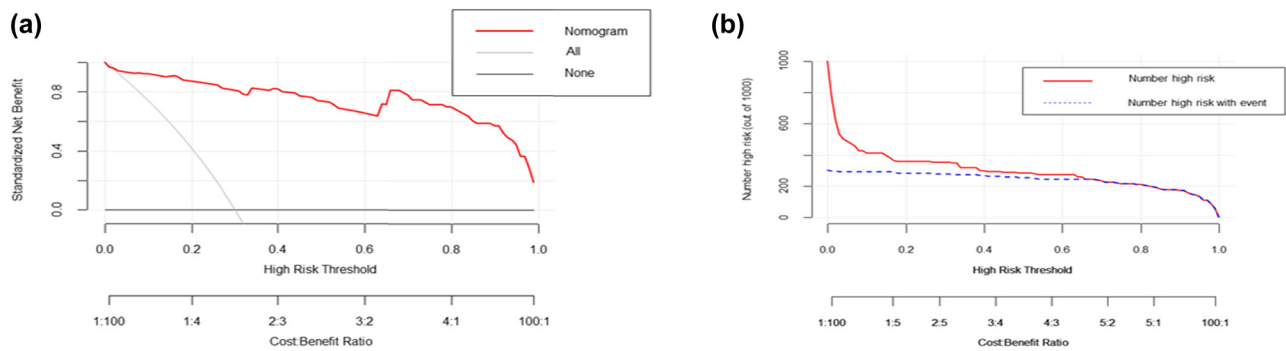 (a)
Nomogram
All
None
Standardized Net Benefit
0.8
0.4
0.0
0.0 0.2 0.4 0.6 0.8 1.0
High Risk Threshold
1:100 1:4 2:3 3:2 4:1 100:1
Cost:Benefit Ratio
(b)
Number high risk
Number high risk with event
Number high risk (out of 1000)
1000
600
200
0
0.0 0.2 0.4 0.6 0.8 1.0
High Risk Threshold
1:100 1:5 2:5 3:4 4:3 5:2 5:1 100:1
Cost:Benefit Ratio